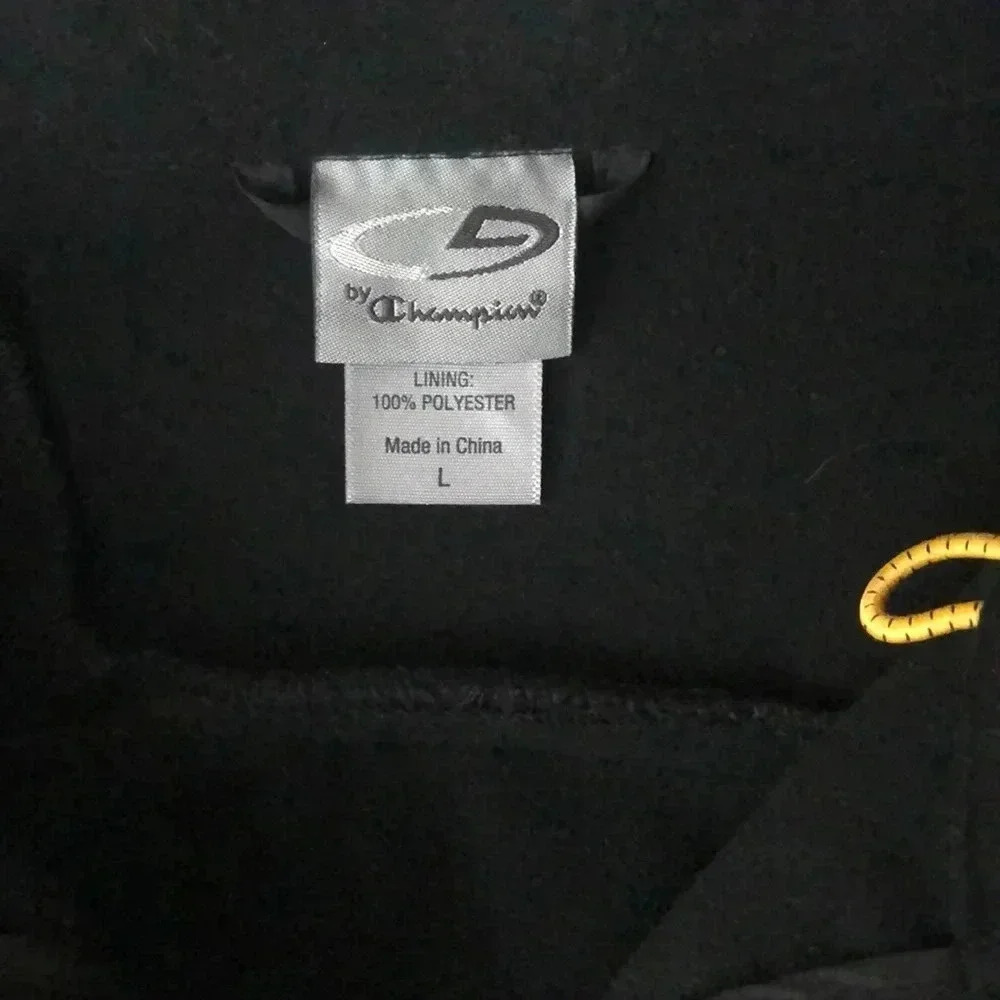 by Champion®
LINING:
100% POLYESTER
Made in China
L